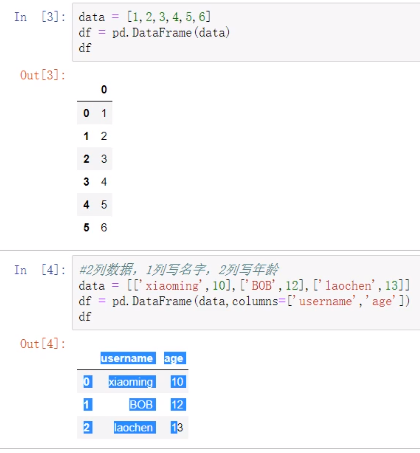 In [3]: data = [1,2,3,4,5,6]
df = pd.DataFrame(data)
df
Out[3]:
0
0 1
1 2
2 3
3 4
4 5
5 6
In [4]: #2列数据，1列写名字，2列写年龄
data = [['xiaoming',10],['BOB',12],['laochen',13]]
df = pd.DataFrame(data,columns=['username','age'])
df
Out[4]:
username age
0 xiaoming 10
1 BOB 12
2 laochen 13